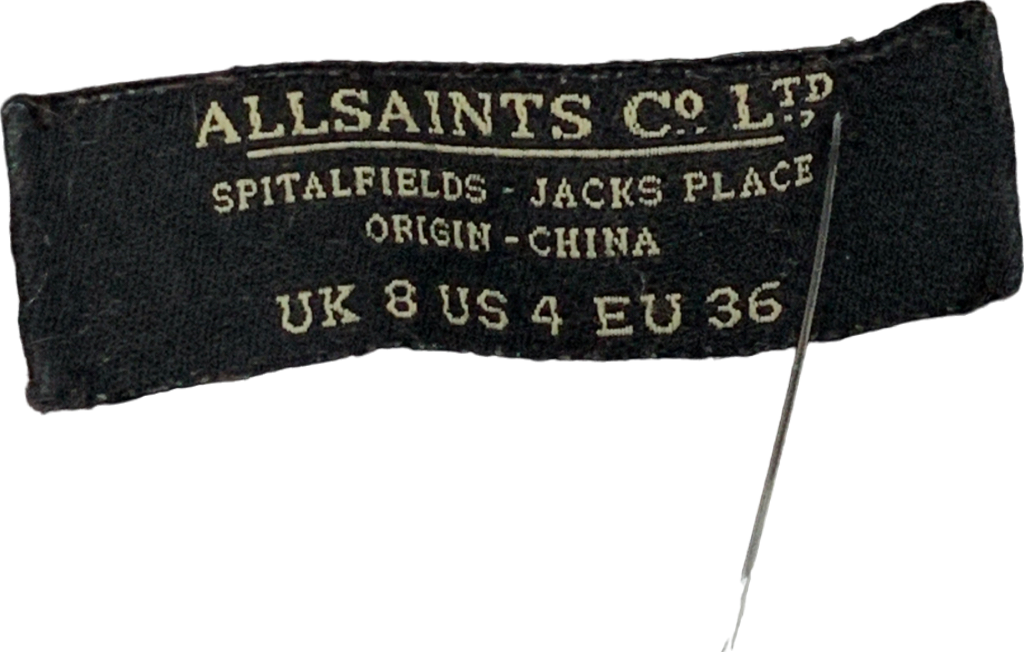 ALLSAINTS Cº LTD
SPITALFIELDS - JACKS PLACE
ORIGIN - CHINA
UK 8 US 4 EU 36